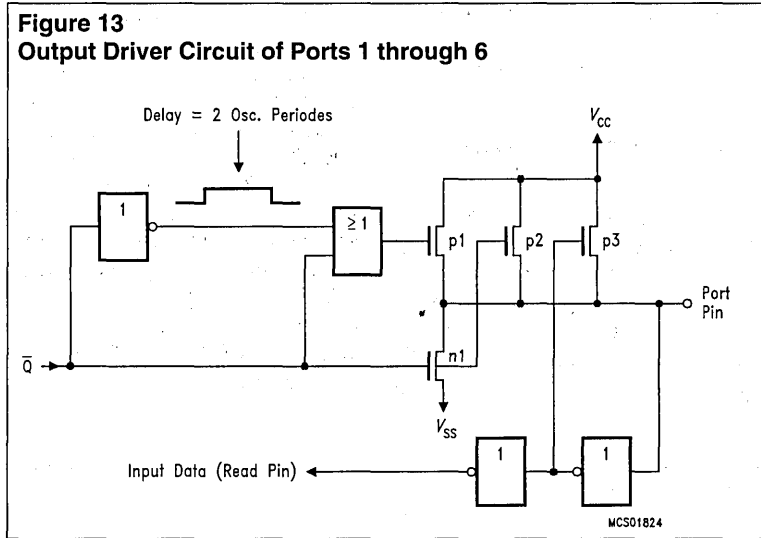 Figure 13
Output Driver Circuit of Ports 1 through 6
Delay = 2 Osc. Periodes
V_CC
1
≥ 1
p1
p2
p3
Port
Pin
Q̅
n1
V_SS
1
1
Input Data (Read Pin)
MCS01824